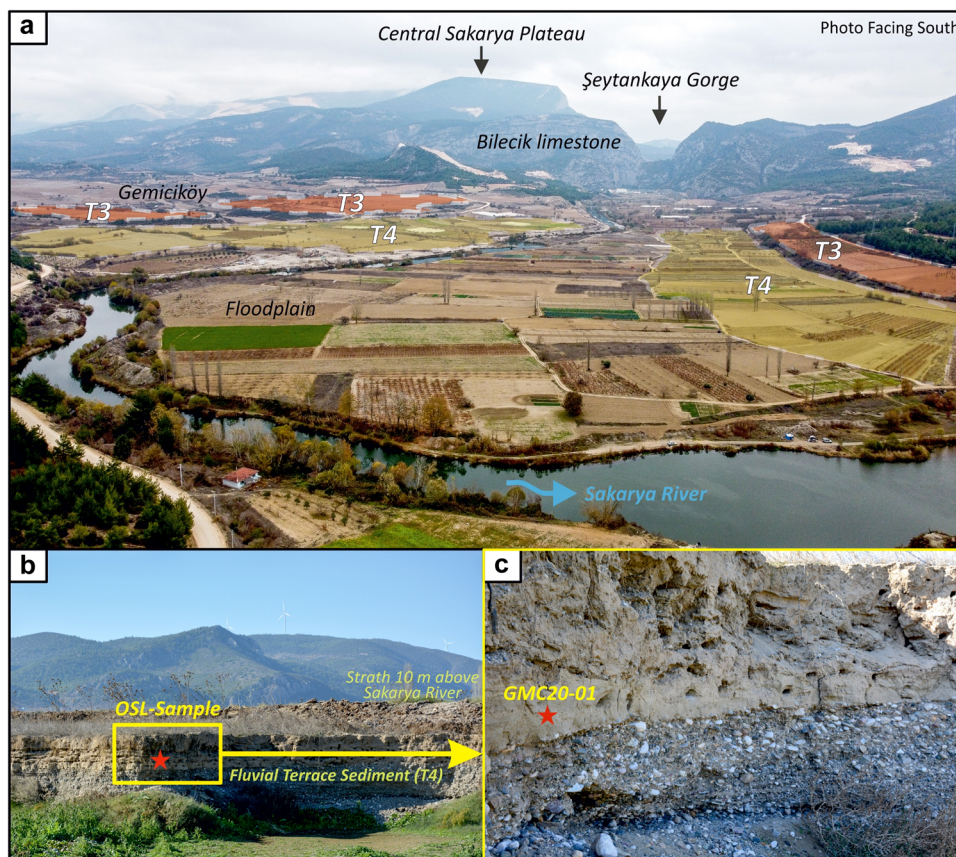 a
Photo Facing South
Central Sakarya Plateau
Şeytankaya Gorge
Bilecik limestone
Gemiciköy
T3
T3
T4
T3
T4
Floodplain
Sakarya River
b
Strath 10 m above
Sakarya River
OSL-Sample
Fluvial Terrace Sediment (T4)
c
GMC20-01